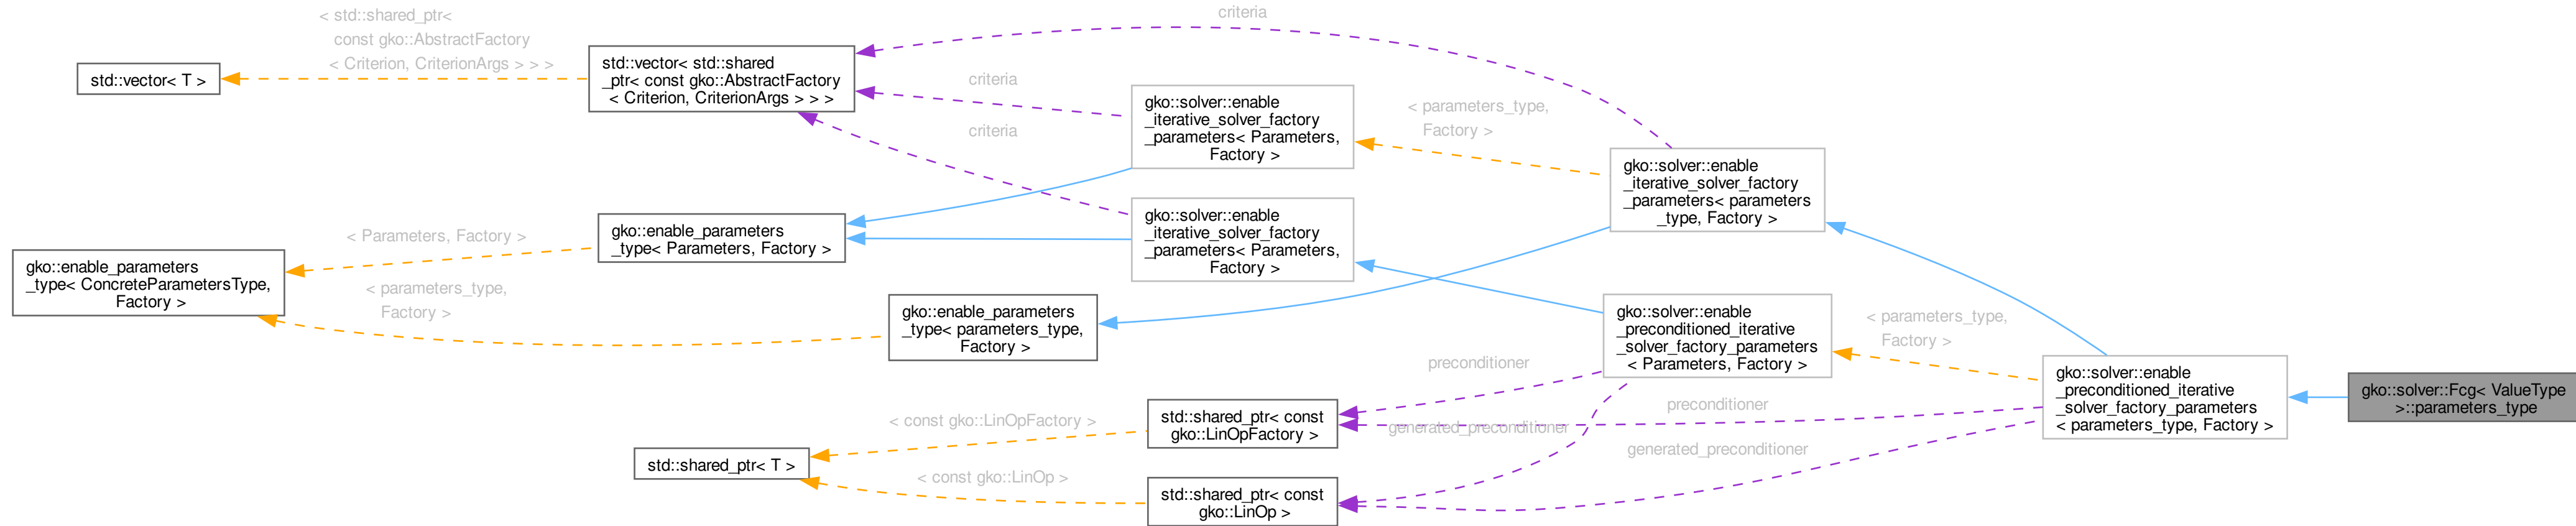 < std::shared_ptr<
const gko::AbstractFactory
< Criterion, CriterionArgs > > >
std::vector< T >
std::vector< std::shared
_ptr< const gko::AbstractFactory
< Criterion, CriterionArgs > > >
criteria
criteria
criteria
gko::solver::enable
_iterative_solver_factory
_parameters< Parameters,
Factory >
< parameters_type,
Factory >
gko::solver::enable
_iterative_solver_factory
_parameters< parameters
_type, Factory >
gko::solver::enable
_iterative_solver_factory
_parameters< Parameters,
Factory >
gko::enable_parameters
_type< Parameters, Factory >
< Parameters, Factory >
gko::enable_parameters
_type< ConcreteParametersType,
Factory >
< parameters_type,
Factory >
gko::enable_parameters
_type< parameters_type,
Factory >
gko::solver::enable
_preconditioned_iterative
_solver_factory_parameters
< Parameters, Factory >
< parameters_type,
Factory >
gko::solver::enable
_preconditioned_iterative
_solver_factory_parameters
< parameters_type, Factory >
gko::solver::Fcg< ValueType
>::parameters_type
preconditioner
preconditioner
generated_preconditioner
generated_preconditioner
std::shared_ptr< const
gko::LinOpFactory >
< const gko::LinOpFactory >
std::shared_ptr< T >
< const gko::LinOp >
std::shared_ptr< const
gko::LinOp >